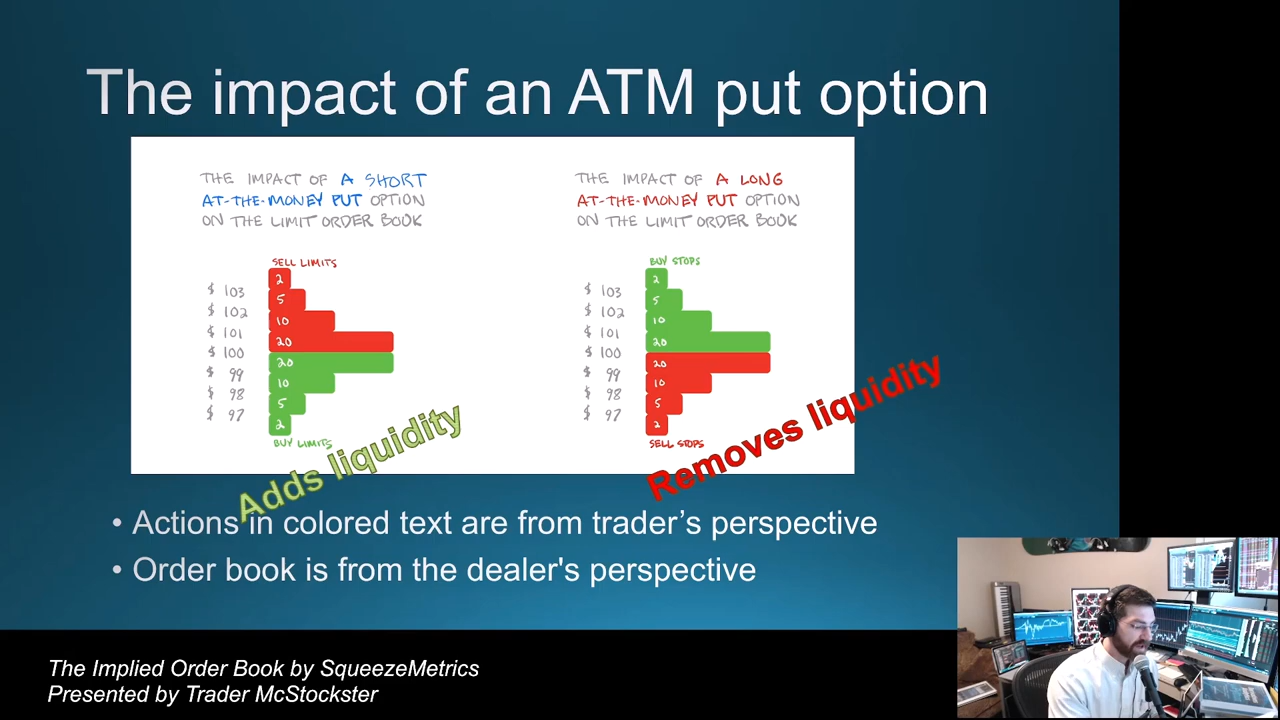 The impact of an ATM put option
THE IMPACT OF A SHORT
AT-THE-MONEY PUT OPTION
ON THE LIMIT ORDER BOOK
SELL LIMITS
2
$ 103
5
$ 102
10
$ 101
20
$ 100
20
$ 99
10
$ 98
5
$ 97
2
BUY LIMITS
Adds liquidity
THE IMPACT OF A LONG
AT-THE-MONEY PUT OPTION
ON THE LIMIT ORDER BOOK
BUY STOPS
2
$ 103
5
$ 102
10
$ 101
20
$ 100
20
$ 99
10
$ 98
5
$ 97
2
SELL STOPS
Removes liquidity
• Actions in colored text are from trader’s perspective
• Order book is from the dealer's perspective
The Implied Order Book by SqueezeMetrics
Presented by Trader McStockster